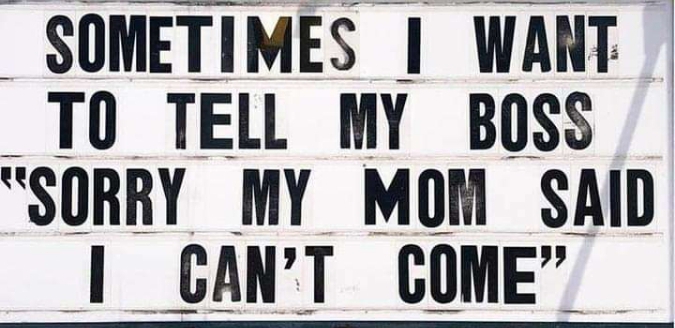 SOMETIMES I WANT
TO TELL MY BOSS
"SORRY MY MOM SAID
I CAN'T COME"